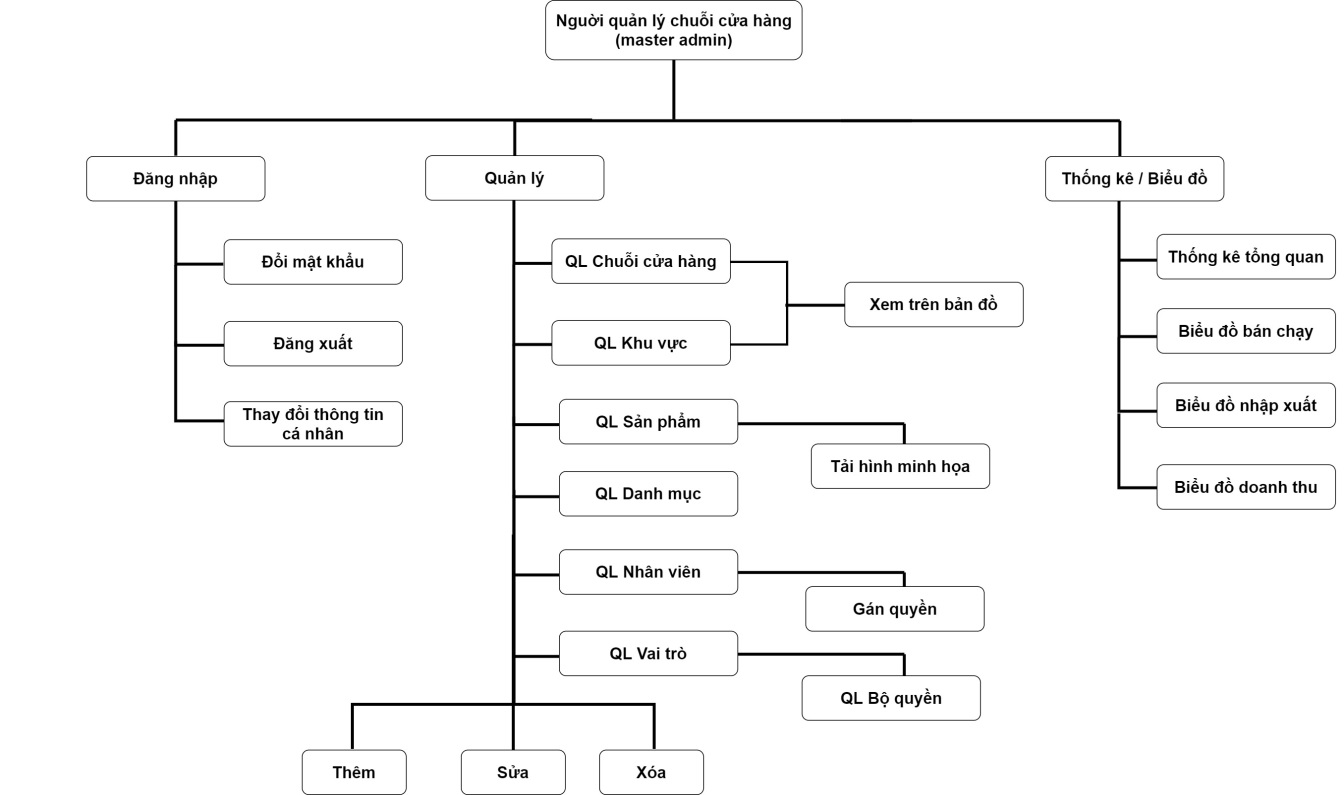 Nguời quản lý chuỗi cửa hàng
(master admin)
Đăng nhập
Quản lý
Thống kê / Biểu đồ
Đổi mật khẩu
Đăng xuất
Thay đổi thông tin
cá nhân
QL Chuỗi cửa hàng
QL Khu vực
Xem trên bản đồ
QL Sản phẩm
Tải hình minh họa
QL Danh mục
QL Nhân viên
Gán quyền
QL Vai trò
QL Bộ quyền
Thêm
Sửa
Xóa
Thống kê tổng quan
Biểu đồ bán chạy
Biểu đồ nhập xuất
Biểu đồ doanh thu